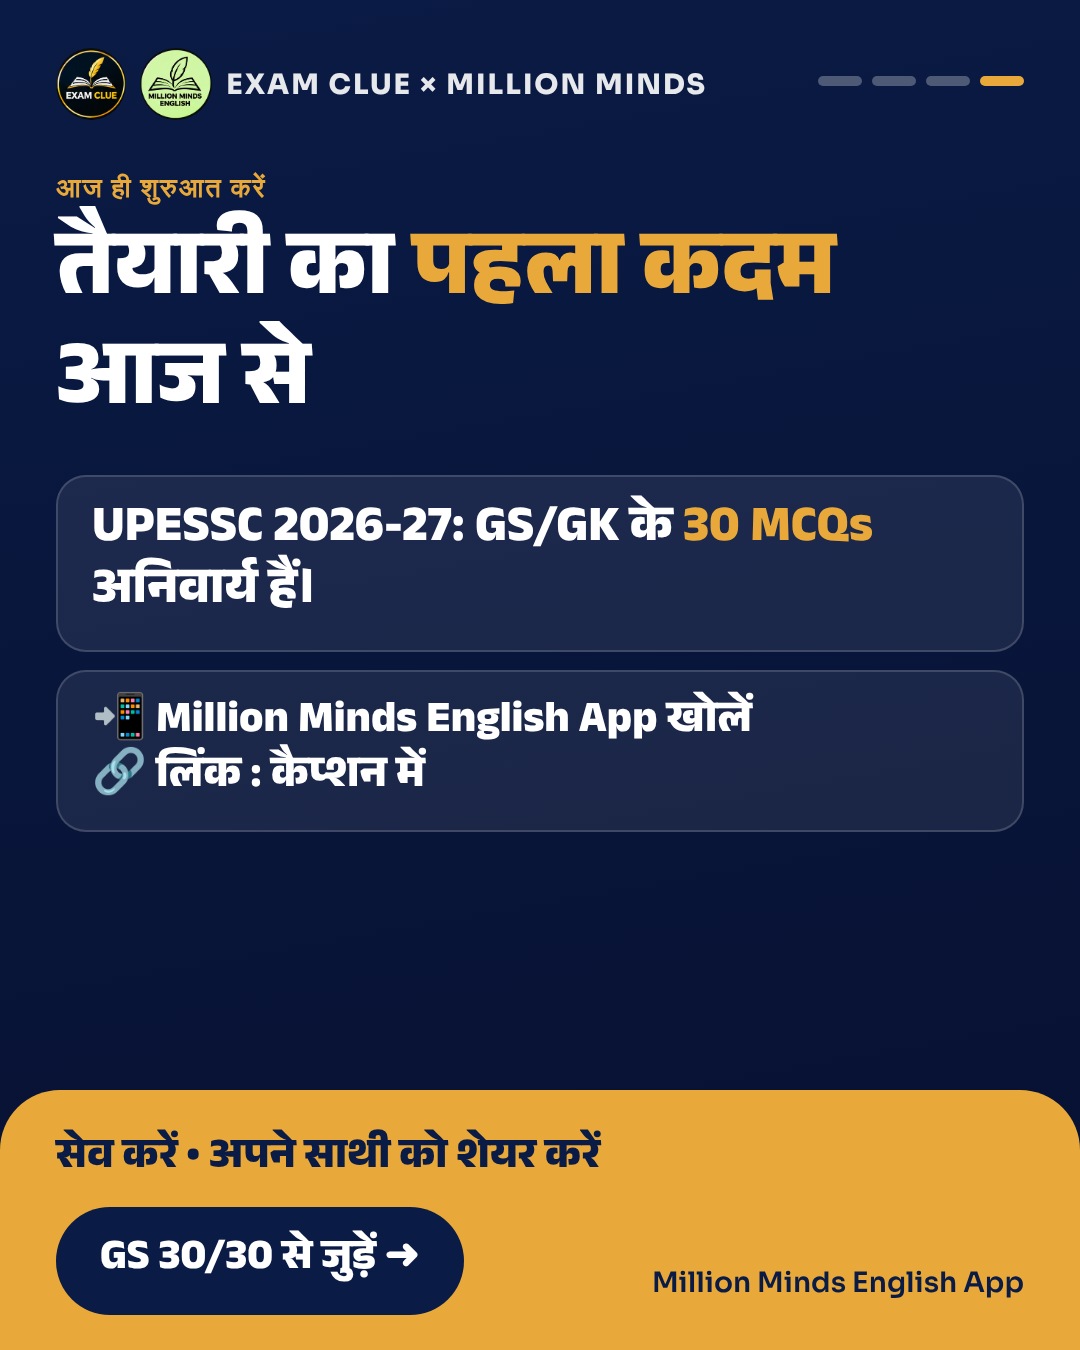 EXAM CLUE
MILLION MINDS
ENGLISH
EXAM CLUE × MILLION MINDS
आज ही शुरुआत करें
तैयारी का पहला कदम
आज से
UPESSC 2026-27: GS/GK के 30 MCQs
अनिवार्य हैं।
📲 Million Minds English App खोलें
🔗 लिंक : कैप्शन में
सेव करें • अपने साथी को शेयर करें
GS 30/30 से जुड़ें →
Million Minds English App